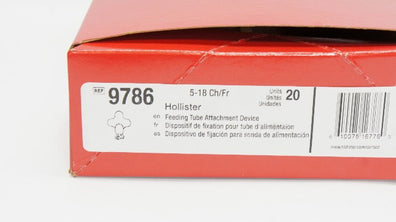 REF 9786
5-18 Ch/Fr
Hollister
Units
Unités
Unidades
20
en Feeding Tube Attachment Device
fr Dispositif de fixation pour tube d'alimentaion
es Dispositivo de fijación para sonda de alimentación